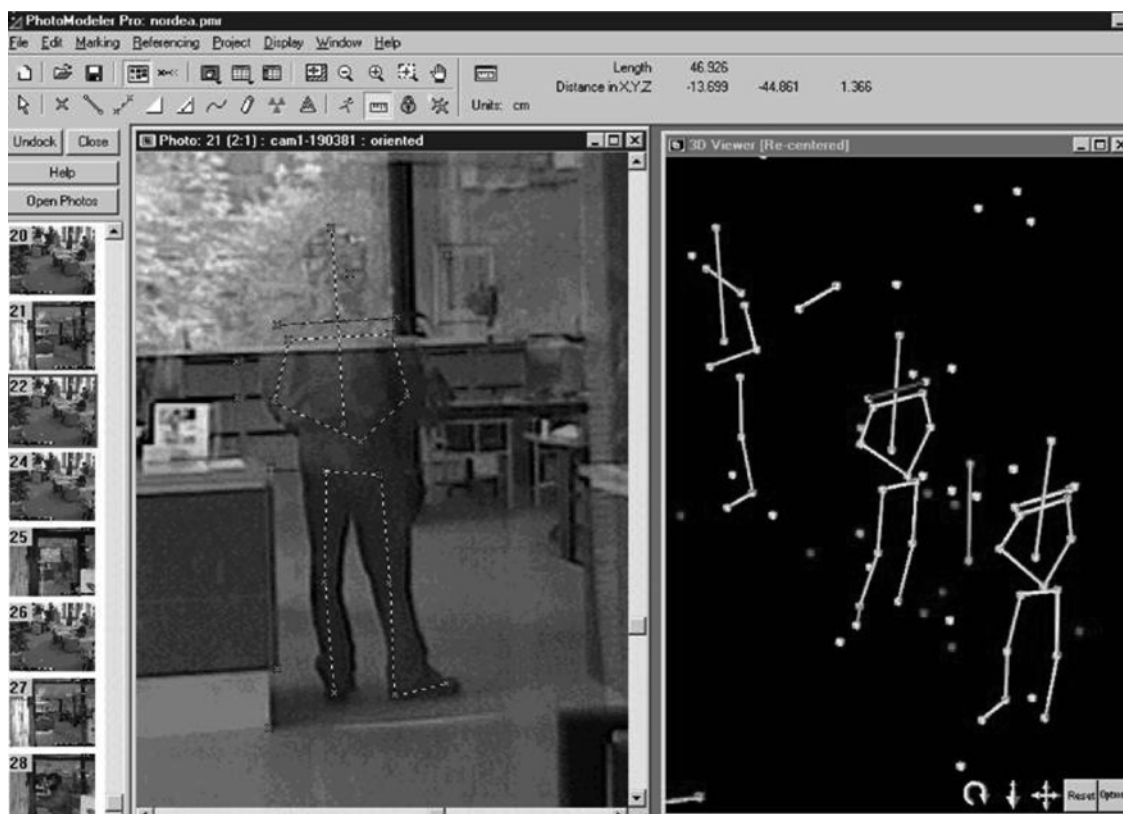 PhotoModeler Pro: nordea.pmr
File Edit Marking Referencing Project Display Window Help
Length 46.926
Distance in X,Y,Z -13.699 -44.861 1.366
Units: cm
Undock Close
Help
Open Photos
Photo: 21 (2:1) : cam1-190381 : oriented
3D Viewer [Re-centered]
20
21
22
24
25
26
27
28
Reset Option